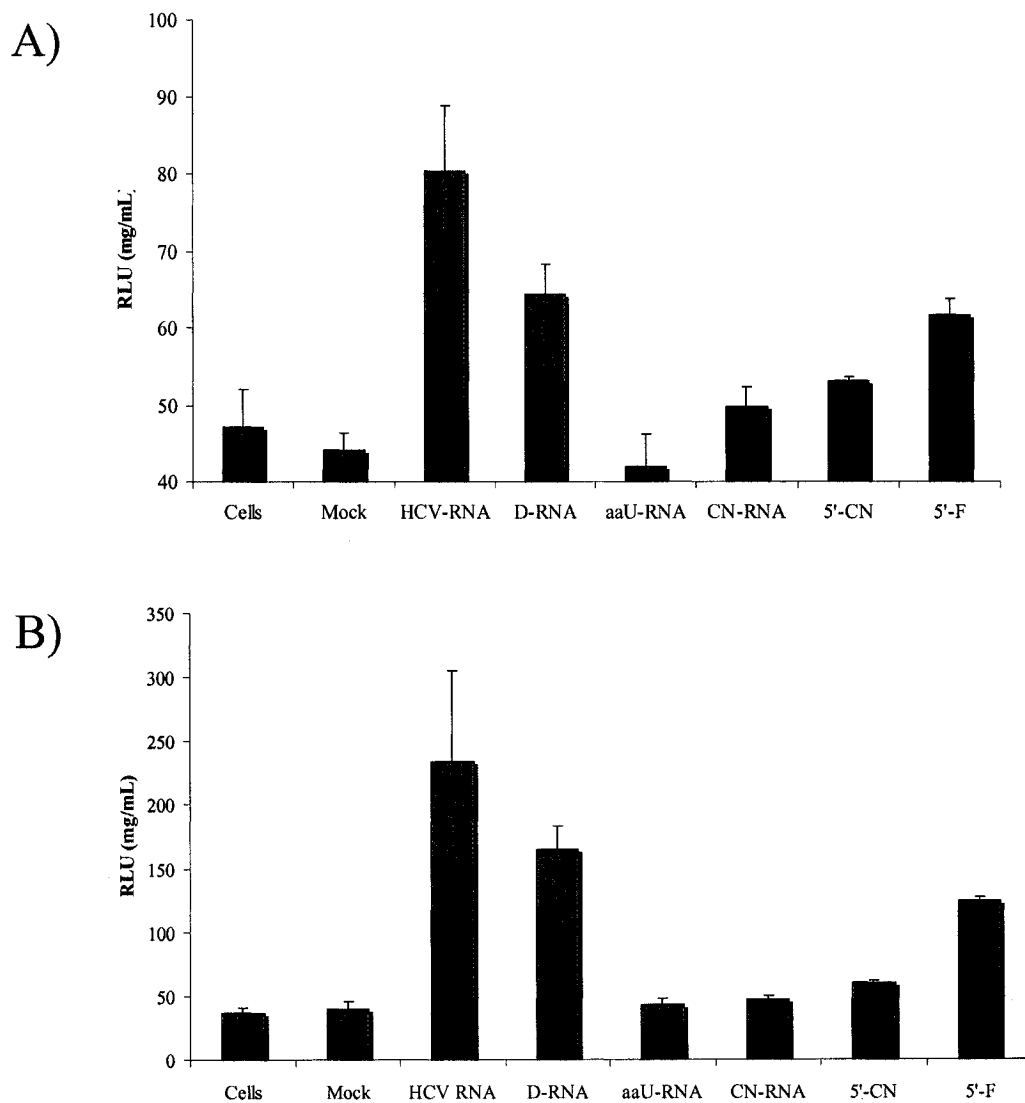 A)
100
90
80
70
60
50
40
RLU (mg/mL)
Cells Mock HCV-RNA D-RNA aaU-RNA CN-RNA 5'-CN 5'-F
B)
350
300
250
200
150
100
50
0
RLU (mg/mL)
Cells Mock HCV RNA D-RNA aaU-RNA CN-RNA 5'-CN 5'-F